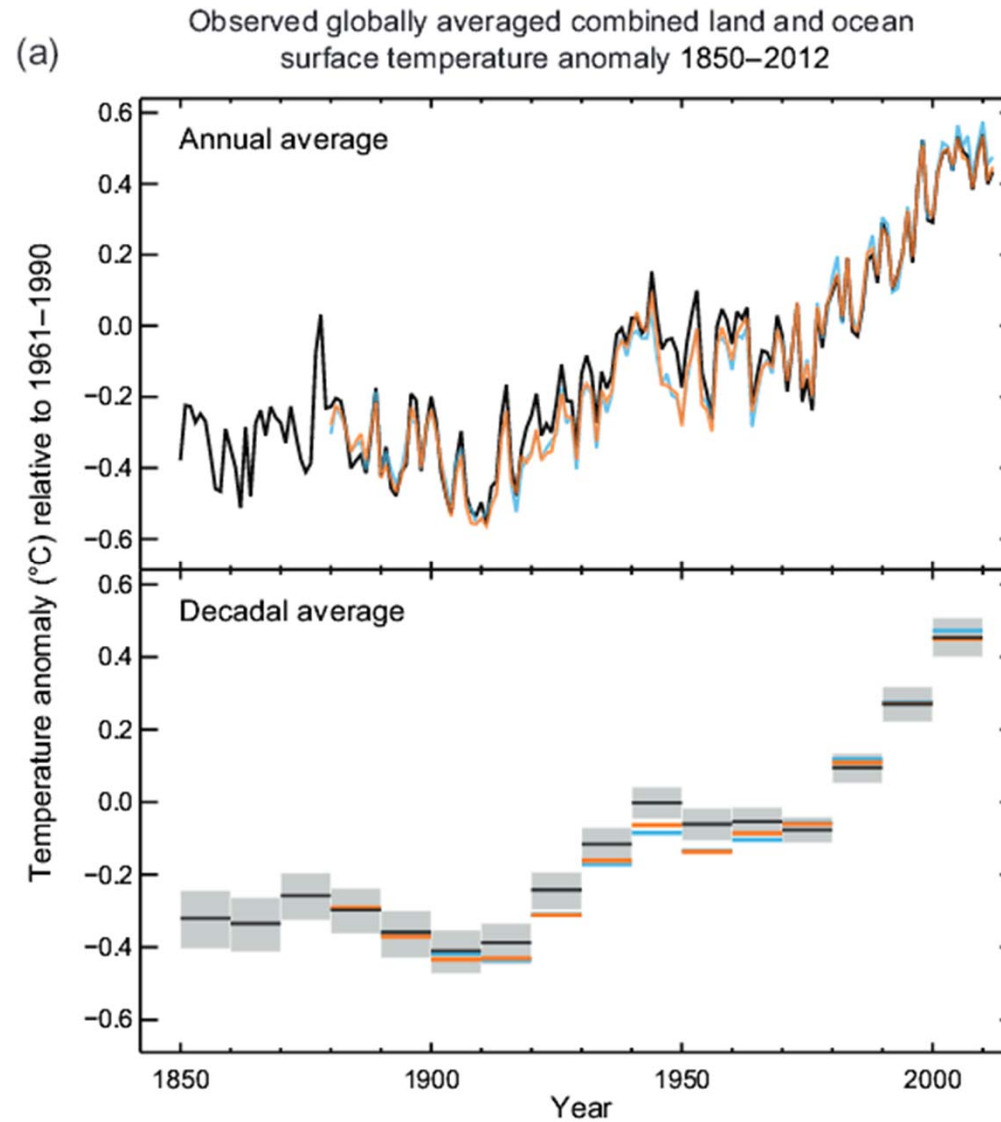 Observed globally averaged combined land and ocean
surface temperature anomaly 1850–2012
(a)
Temperature anomaly (°C) relative to 1961–1990
Annual average
0.6
0.4
0.2
0.0
−0.2
−0.4
−0.6
Decadal average
0.6
0.4
0.2
0.0
−0.2
−0.4
−0.6
1850 1900 1950 2000
Year